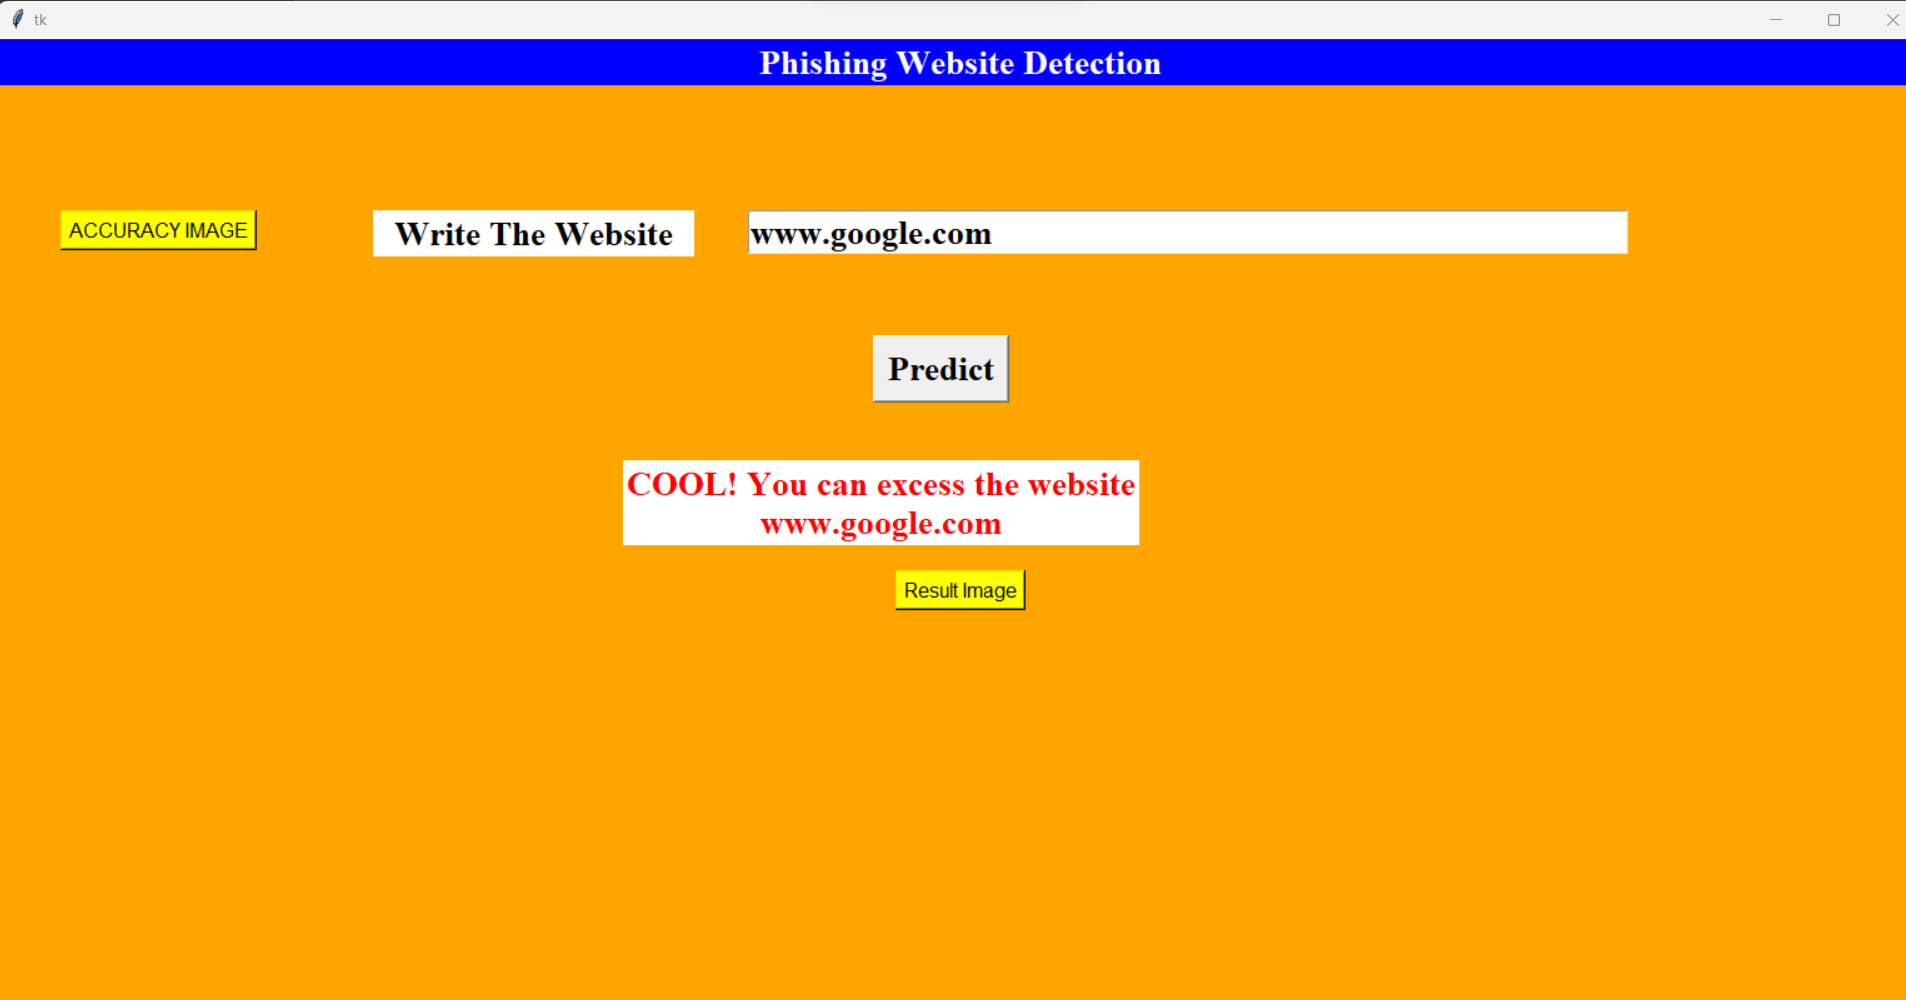 tk
Phishing Website Detection
ACCURACY IMAGE
Write The Website
www.google.com
Predict
COOL! You can excess the website
www.google.com
Result Image